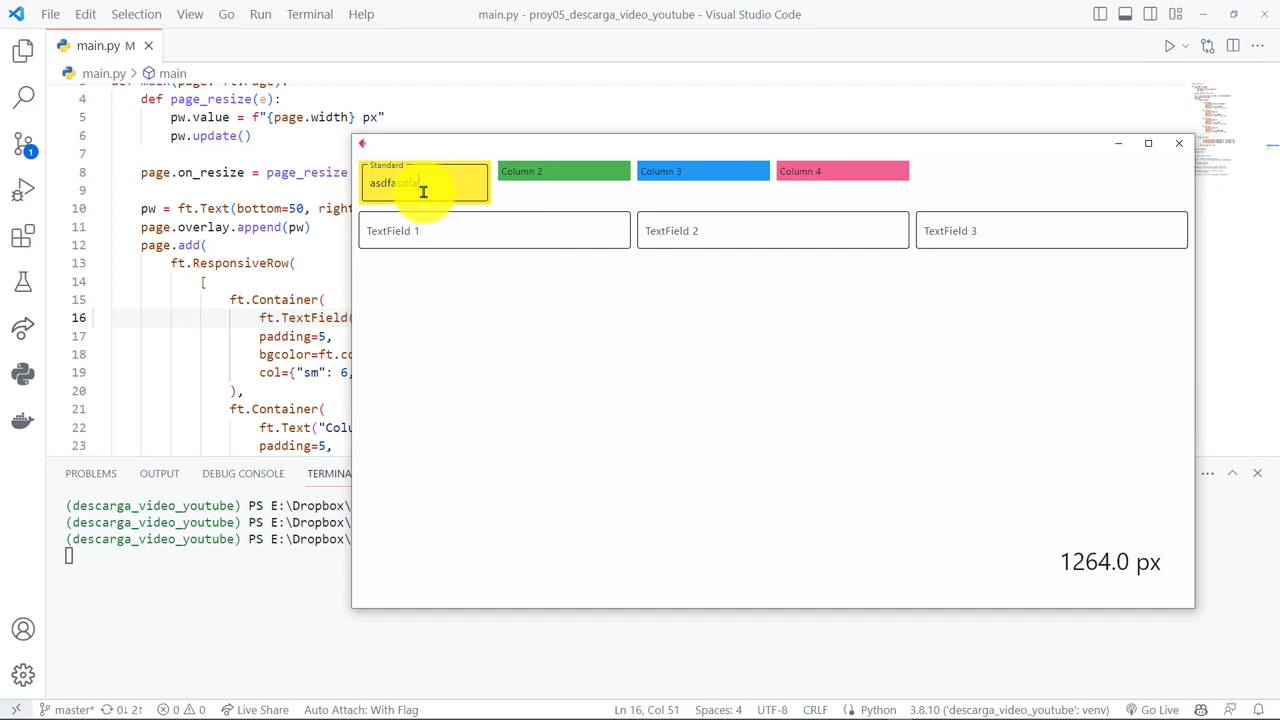 File Edit Selection View Go Run Terminal Help
main.py - proy05_descarga_video_youtube - Visual Studio Code
main.py M
main.py > main
4 def page_resize(e):
5 pw.value = f"{page.width} px"
6 pw.update()
7
8 page.on_
9
10 pw = ft.Text(bottom=50,
11 page.overlay.append(pw)
12 page.add(
13 ft.ResponsiveRow(
14 [
15 ft.Container(
16 ft.TextField(
17 padding=5,
18 bgcolor=ft.co
19 col={"sm": 6,
20 ),
21 ft.Container(
22 ft.Text("Colu
23 padding=5,
Standard
asdfasdfa
n 2
Column 3
umn 4
TextField 1
TextField 2
TextField 3
1264.0 px
PROBLEMS OUTPUT DEBUG CONSOLE TERMINA
(descarga_video_youtube) PS E:\Dropbox\
(descarga_video_youtube) PS E:\Dropbox\
(descarga_video_youtube) PS E:\Dropbox\
1
master* 0↓ 2↑ 0 0 Live Share Auto Attach: With Flag
Ln 16, Col 51 Spaces: 4 UTF-8 CRLF Python 3.8.10 ('descarga_video_youtube': venv) Go Live